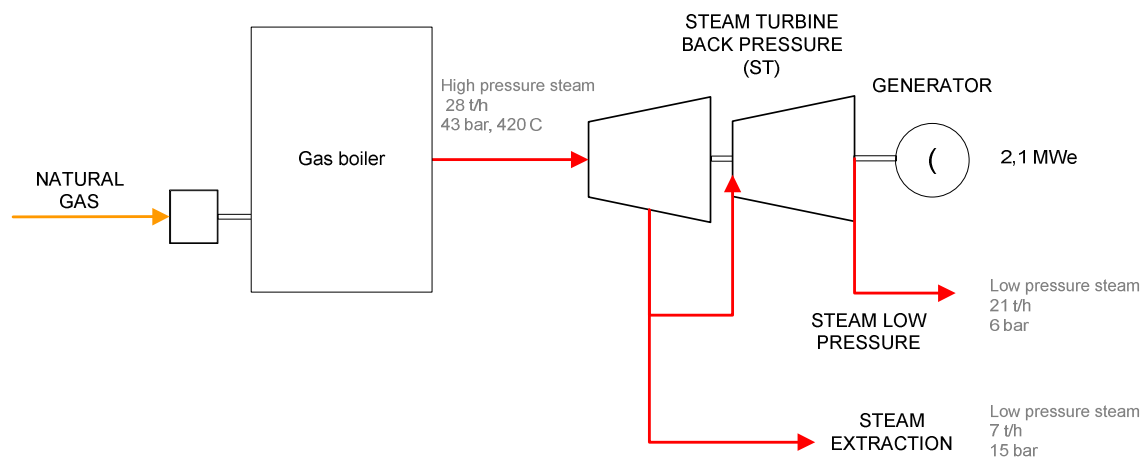 STEAM TURBINE
BACK PRESSURE
(ST)
GENERATOR
High pressure steam
28 t/h
43 bar, 420 C
Gas boiler
(
2,1 MWe
NATURAL
GAS
Low pressure steam
21 t/h
6 bar
STEAM LOW
PRESSURE
Low pressure steam
7 t/h
15 bar
STEAM
EXTRACTION